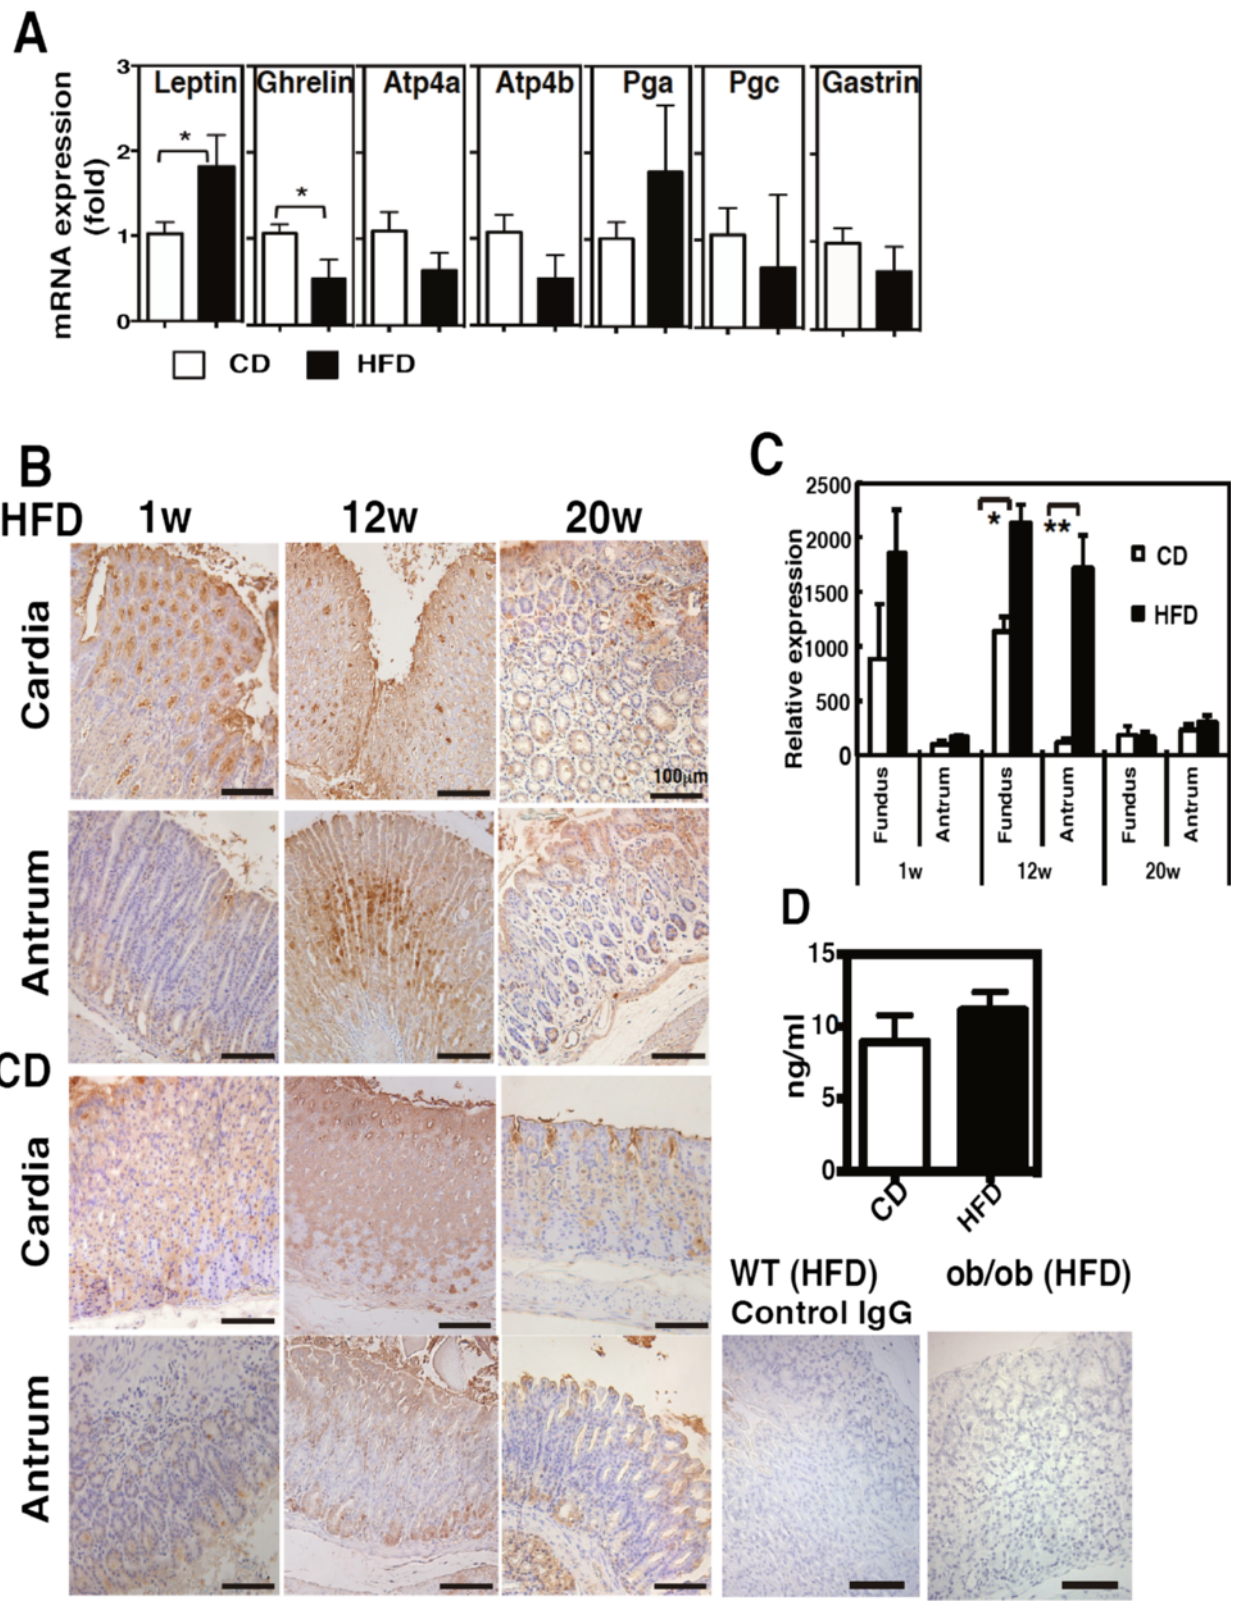 A
Leptin Ghrelin Atp4a Atp4b Pga Pgc Gastrin
mRNA expression
(fold)
3
2
1
0
*
*
CD HFD
B
HFD 1w 12w 20w
Cardia
100μm
Antrum
CD
Cardia
Antrum
C
Relative expression
2500
2000
1500
1000
500
0
* **
CD
HFD
Fundus Antrum Fundus Antrum Fundus Antrum
1w 12w 20w
D
ng/ml
15
10
5
0
CD HFD
WT (HFD) ob/ob (HFD)
Control IgG